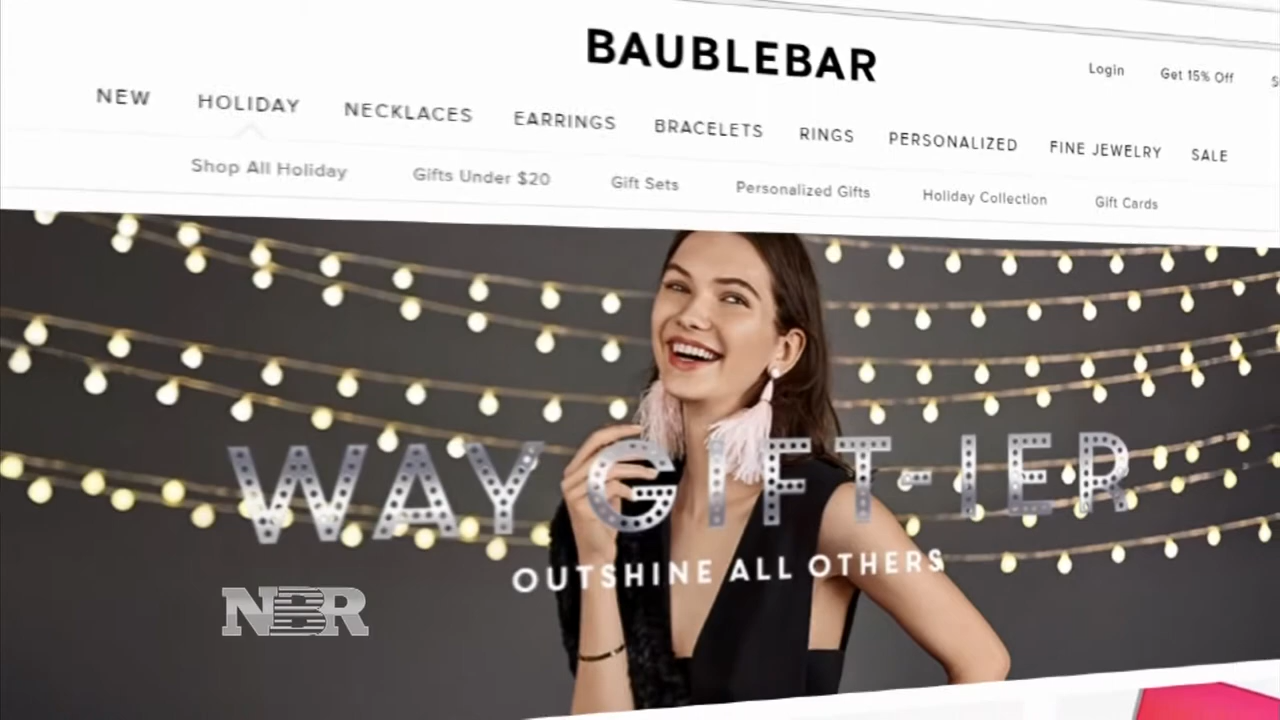 BAUBLEBAR
Login Get 15% Off
NEW HOLIDAY NECKLACES EARRINGS BRACELETS RINGS PERSONALIZED FINE JEWELRY SALE
Shop All Holiday Gifts Under $20 Gift Sets Personalized Gifts Holiday Collection Gift Cards
WAY GIFT-IER
OUTSHINE ALL OTHERS
NBR